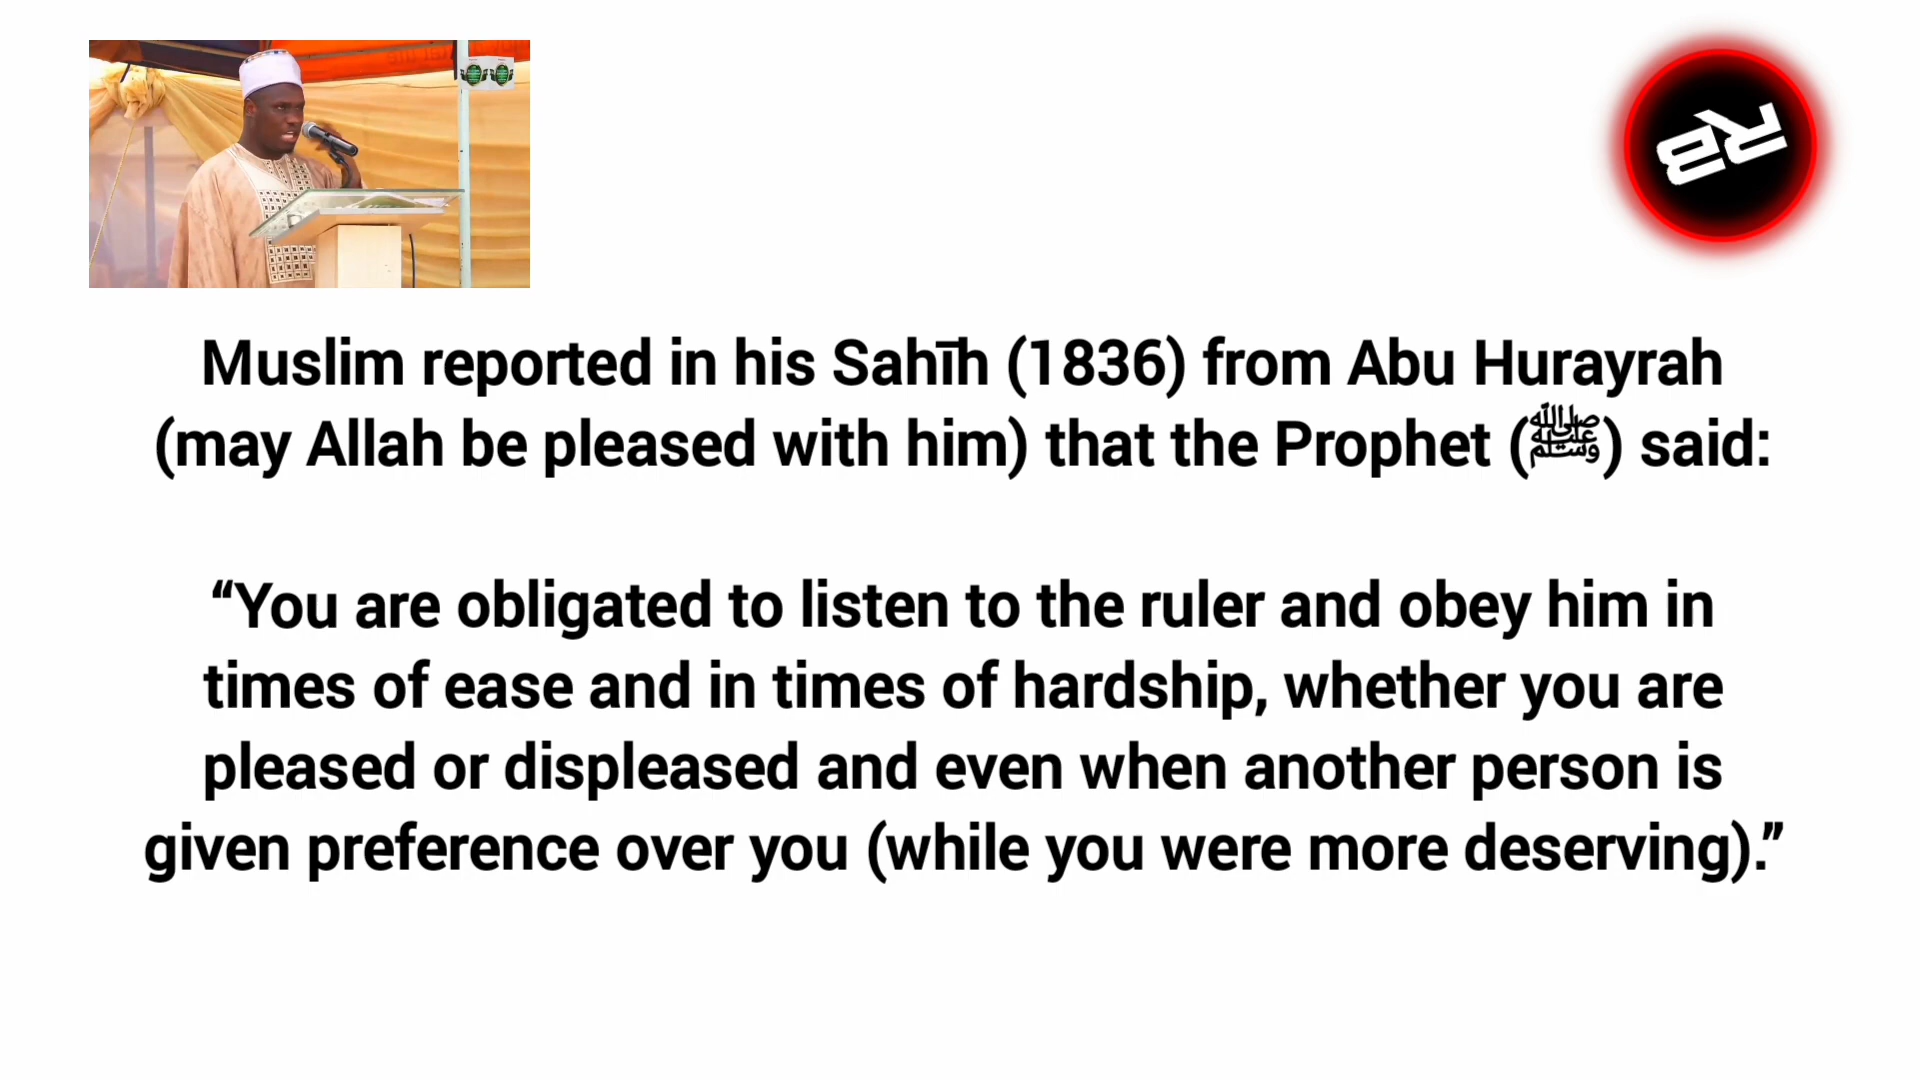 Muslim reported in his Sahīh (1836) from Abu Hurayrah
(may Allah be pleased with him) that the Prophet (ﷺ) said:
“You are obligated to listen to the ruler and obey him in
times of ease and in times of hardship, whether you are
pleased or displeased and even when another person is
given preference over you (while you were more deserving).”